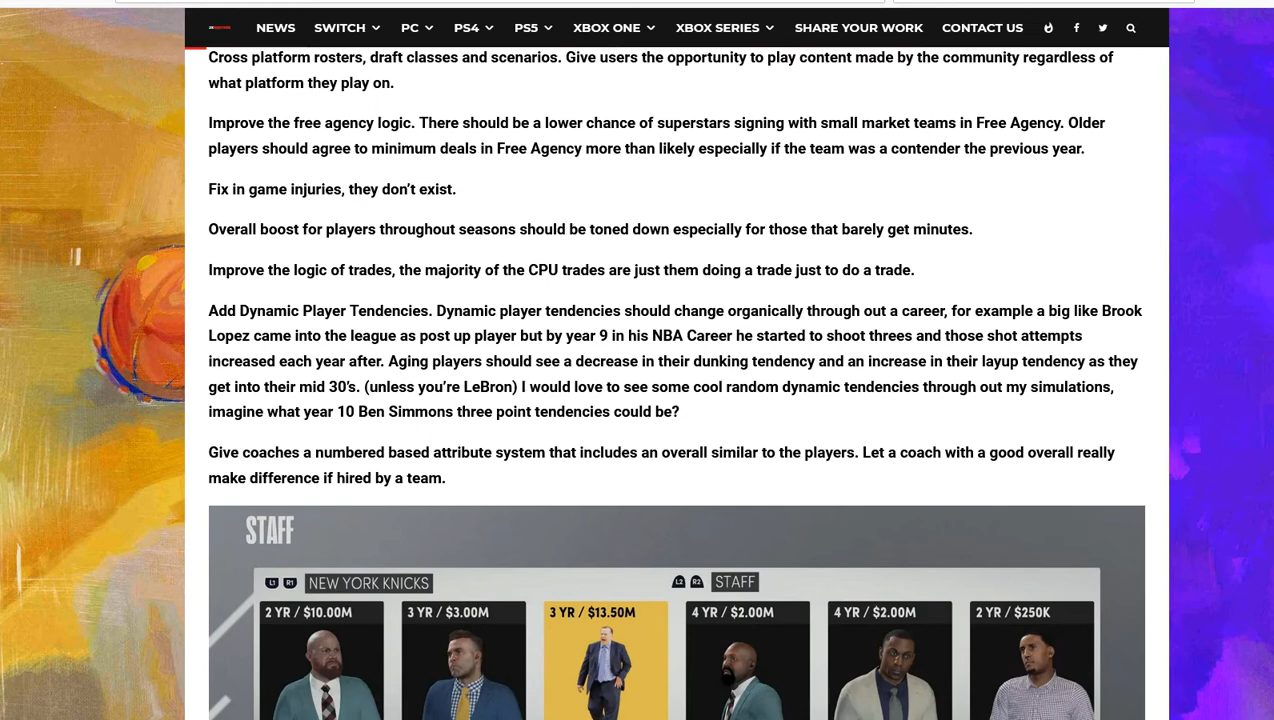 NEWS SWITCH PC PS4 PS5 XBOX ONE XBOX SERIES SHARE YOUR WORK CONTACT US
Cross platform rosters, draft classes and scenarios. Give users the opportunity to play content made by the community regardless of
what platform they play on.
Improve the free agency logic. There should be a lower chance of superstars signing with small market teams in Free Agency. Older
players should agree to minimum deals in Free Agency more than likely especially if the team was a contender the previous year.
Fix in game injuries, they don’t exist.
Overall boost for players throughout seasons should be toned down especially for those that barely get minutes.
Improve the logic of trades, the majority of the CPU trades are just them doing a trade just to do a trade.
Add Dynamic Player Tendencies. Dynamic player tendencies should change organically through out a career, for example a big like Brook
Lopez came into the league as post up player but by year 9 in his NBA Career he started to shoot threes and those shot attempts
increased each year after. Aging players should see a decrease in their dunking tendency and an increase in their layup tendency as they
get into their mid 30’s. (unless you’re LeBron) I would love to see some cool random dynamic tendencies through out my simulations,
imagine what year 10 Ben Simmons three point tendencies could be?
Give coaches a numbered based attribute system that includes an overall similar to the players. Let a coach with a good overall really
make difference if hired by a team.
STAFF
L1 R1 NEW YORK KNICKS L2 R2 STAFF
2 YR / $10.00M 3 YR / $3.00M 3 YR / $13.50M 4 YR / $2.00M 4 YR / $2.00M 2 YR / $250K